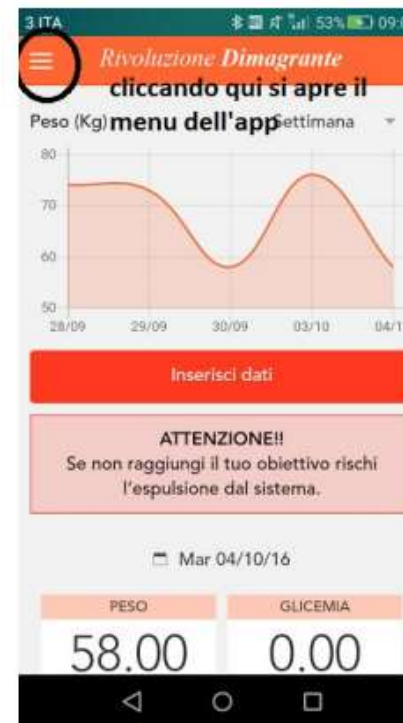 3 ITA 53% 09:0
Rivoluzione Dimagrante
cliccando qui si apre il
Peso (Kg) menu dell'app Settimana
80
70
60
50
28/09 29/09 30/09 03/10 04/1
Inserisci dati
ATTENZIONE!!
Se non raggiungi il tuo obiettivo rischi
l'espulsione dal sistema.
Mar 04/10/16
PESO GLICEMIA
58.00 0.00